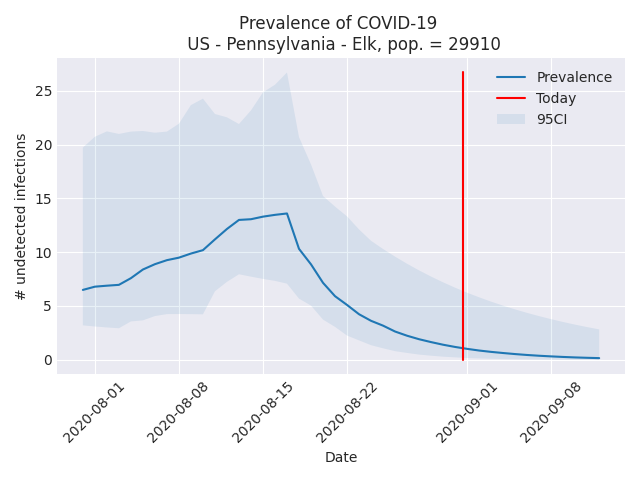 Prevalence of COVID-19
US - Pennsylvania - Elk, pop. = 29910
Prevalence
Today
95CI
# undetected infections
25
20
15
10
5
0
2020-08-01
2020-08-08
2020-08-15
2020-08-22
2020-09-01
2020-09-08
Date